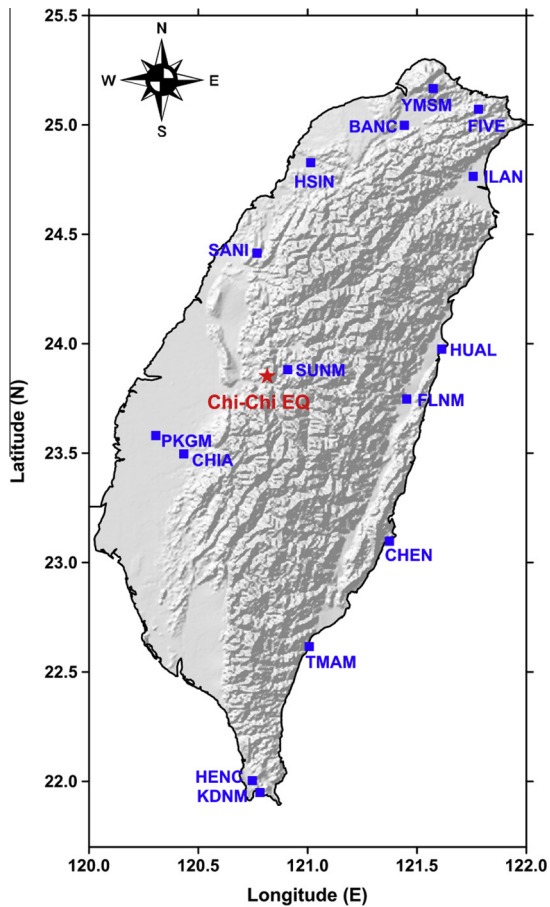 25.5
N
W E
S
YMSM
25.0
BANC
FIVE
HSIN
ILAN
24.5
SANI
24.0
HUAL
SUNM
Chi-Chi EQ
FLNM
Latitude (N)
23.5
PKGM
CHIA
23.0
CHEN
22.5
TMAM
22.0
HENC
KDNM
120.0 120.5 121.0 121.5 122.0
Longitude (E)